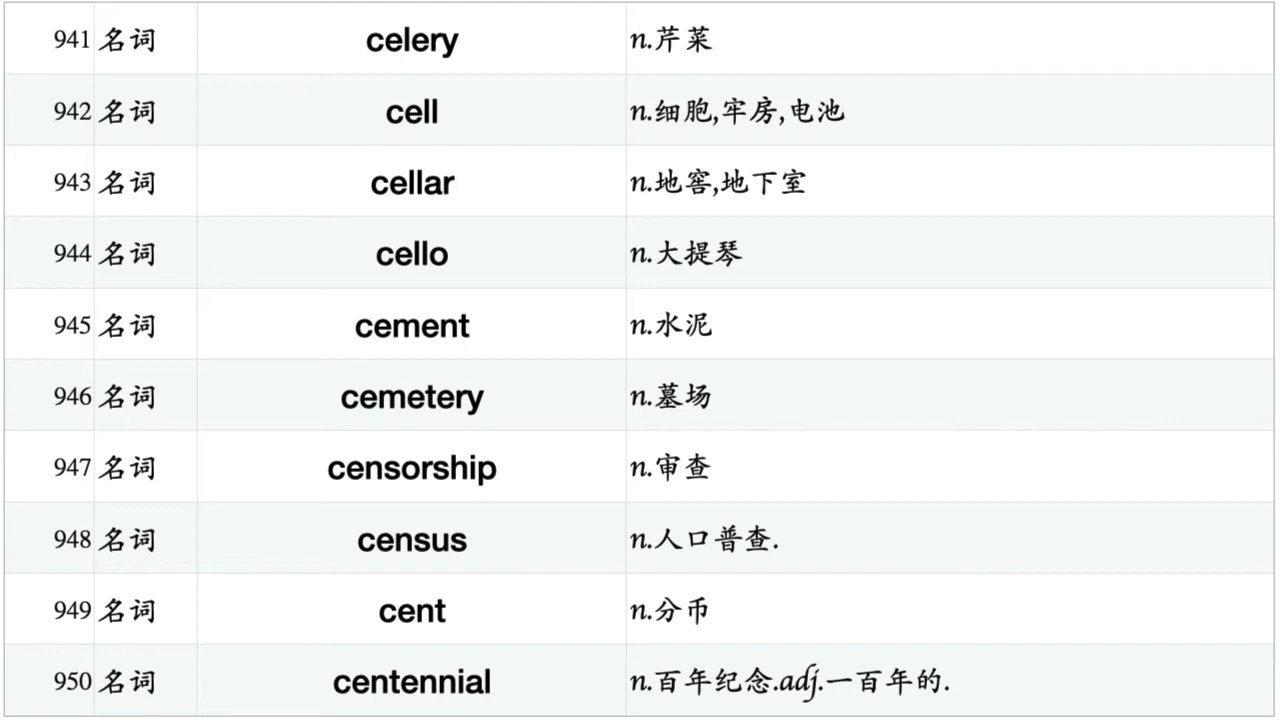 941 名词 celery n.芹菜
942 名词 cell n.细胞,牢房,电池
943 名词 cellar n.地窖,地下室
944 名词 cello n.大提琴
945 名词 cement n.水泥
946 名词 cemetery n.墓场
947 名词 censorship n.审查
948 名词 census n.人口普查.
949 名词 cent n.分币
950 名词 centennial n.百年纪念.adj.一百年的.